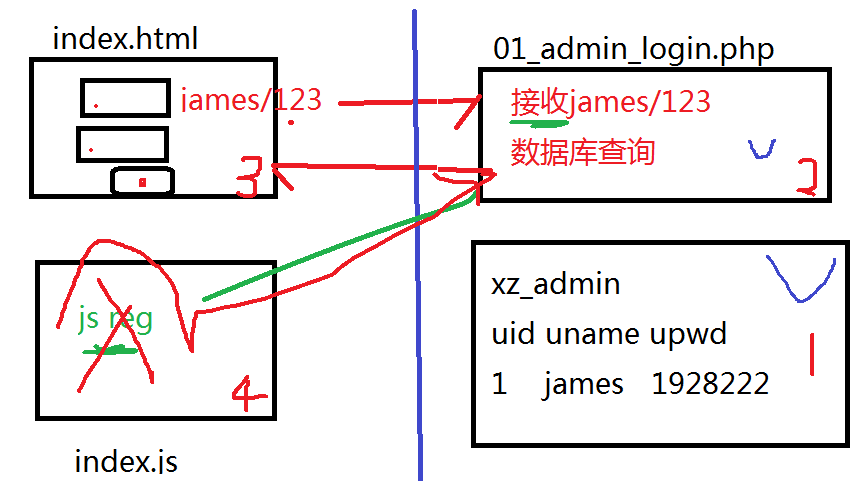 index.html
james/123
3
01_admin_login.php
接收james/123
数据库查询
2
js reg
4
index.js
xz_admin
uid uname upwd
1 james 1928222
1